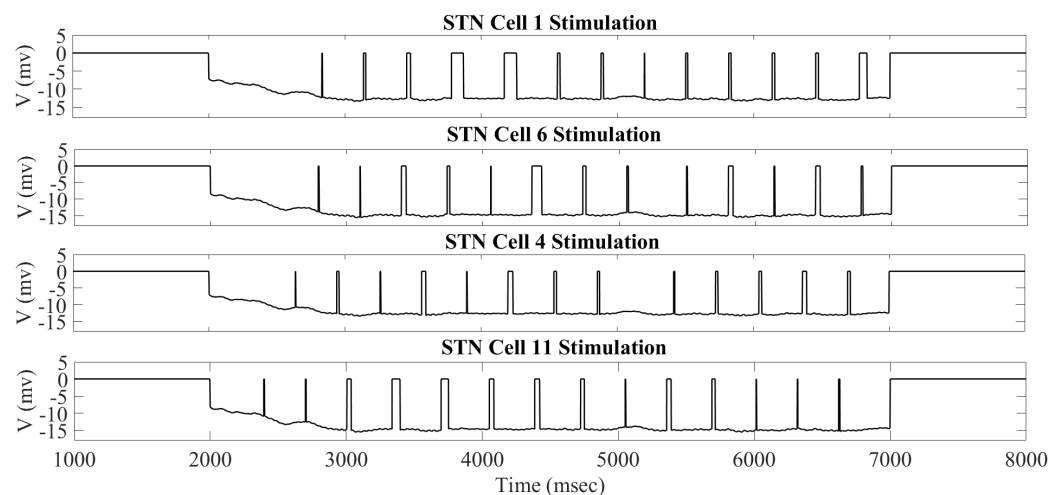 STN Cell 1 Stimulation
5
0
-5
-10
-15
V (mv)
STN Cell 6 Stimulation
5
0
-5
-10
-15
V (mv)
STN Cell 4 Stimulation
5
0
-5
-10
-15
V (mv)
STN Cell 11 Stimulation
5
0
-5
-10
-15
V (mv)
1000 2000 3000 4000 5000 6000 7000 8000
Time (msec)